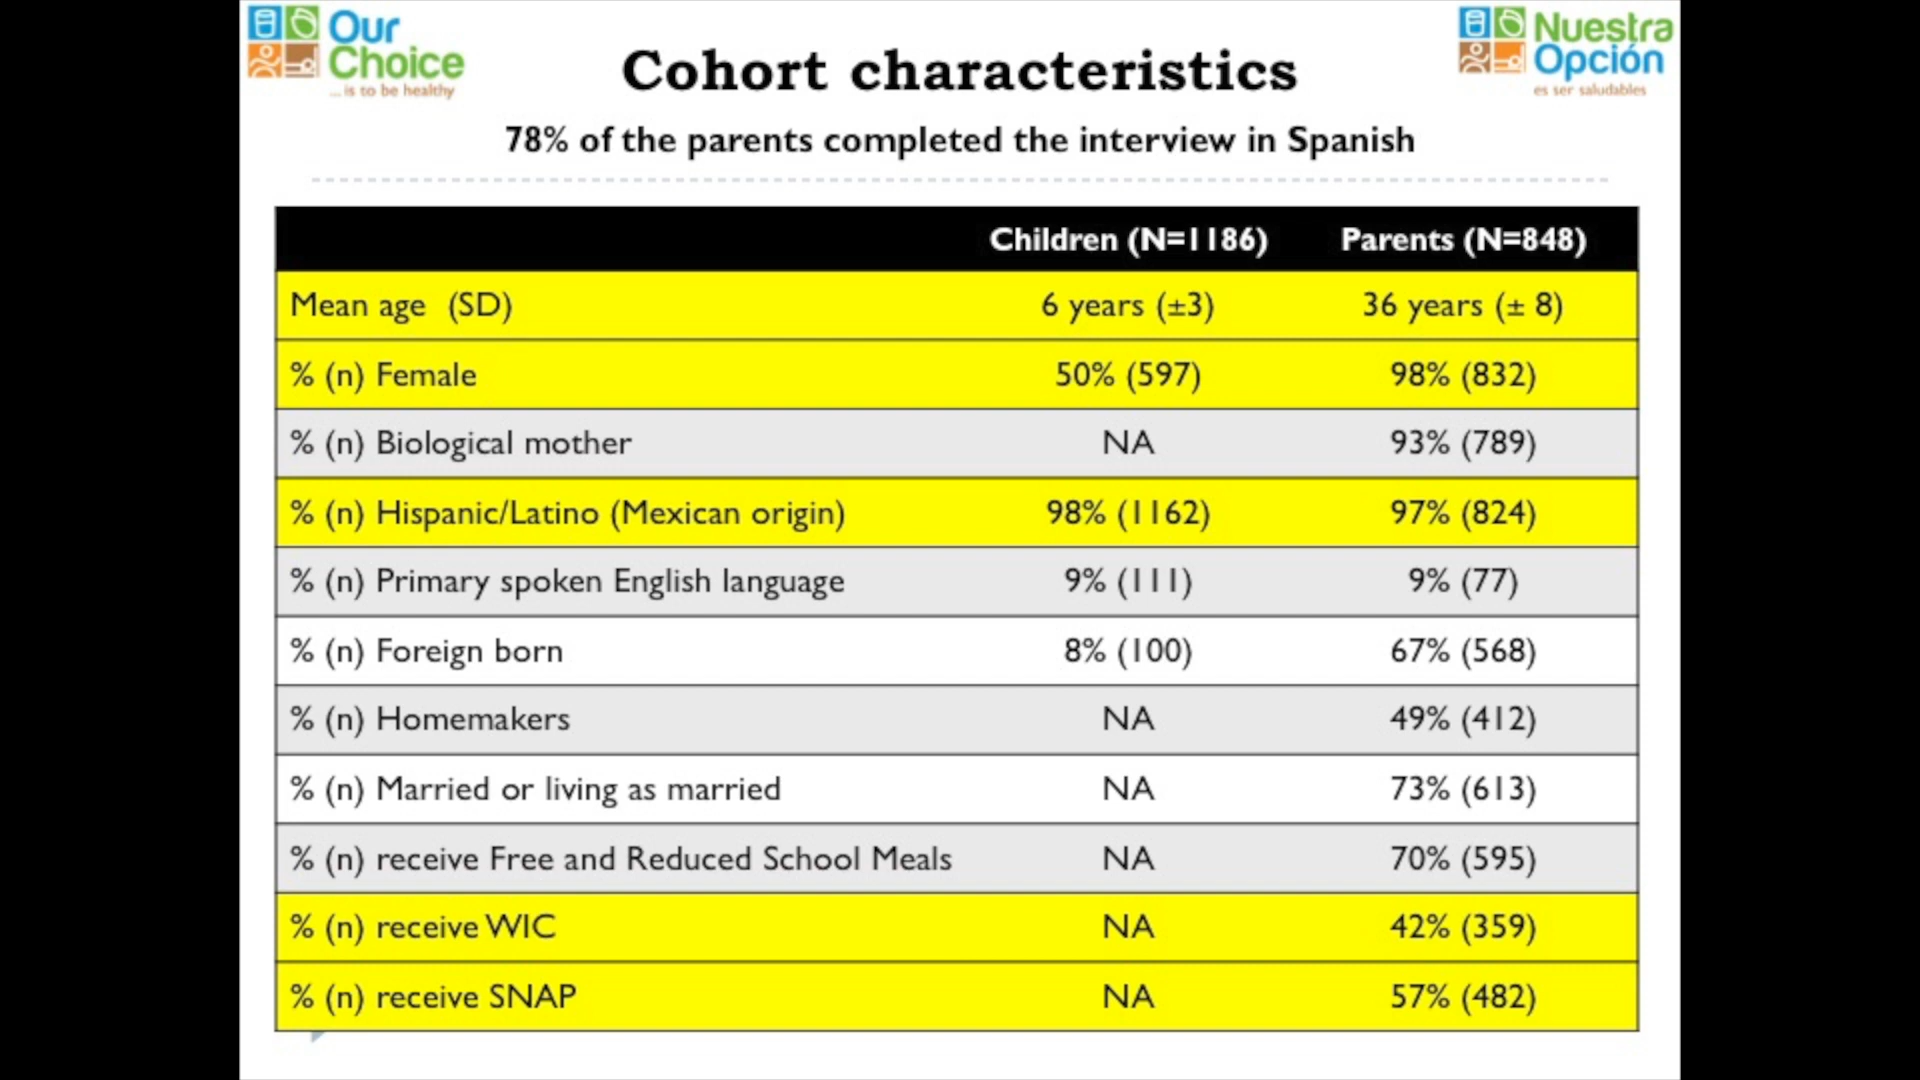 Our
Choice
... is to be healthy
Cohort characteristics
Nuestra
Opción
es ser saludables
78% of the parents completed the interview in Spanish
Children (N=1186) Parents (N=848)
Mean age (SD) 6 years (±3) 36 years (± 8)
% (n) Female 50% (597) 98% (832)
% (n) Biological mother NA 93% (789)
% (n) Hispanic/Latino (Mexican origin) 98% (1162) 97% (824)
% (n) Primary spoken English language 9% (111) 9% (77)
% (n) Foreign born 8% (100) 67% (568)
% (n) Homemakers NA 49% (412)
% (n) Married or living as married NA 73% (613)
% (n) receive Free and Reduced School Meals NA 70% (595)
% (n) receive WIC NA 42% (359)
% (n) receive SNAP NA 57% (482)